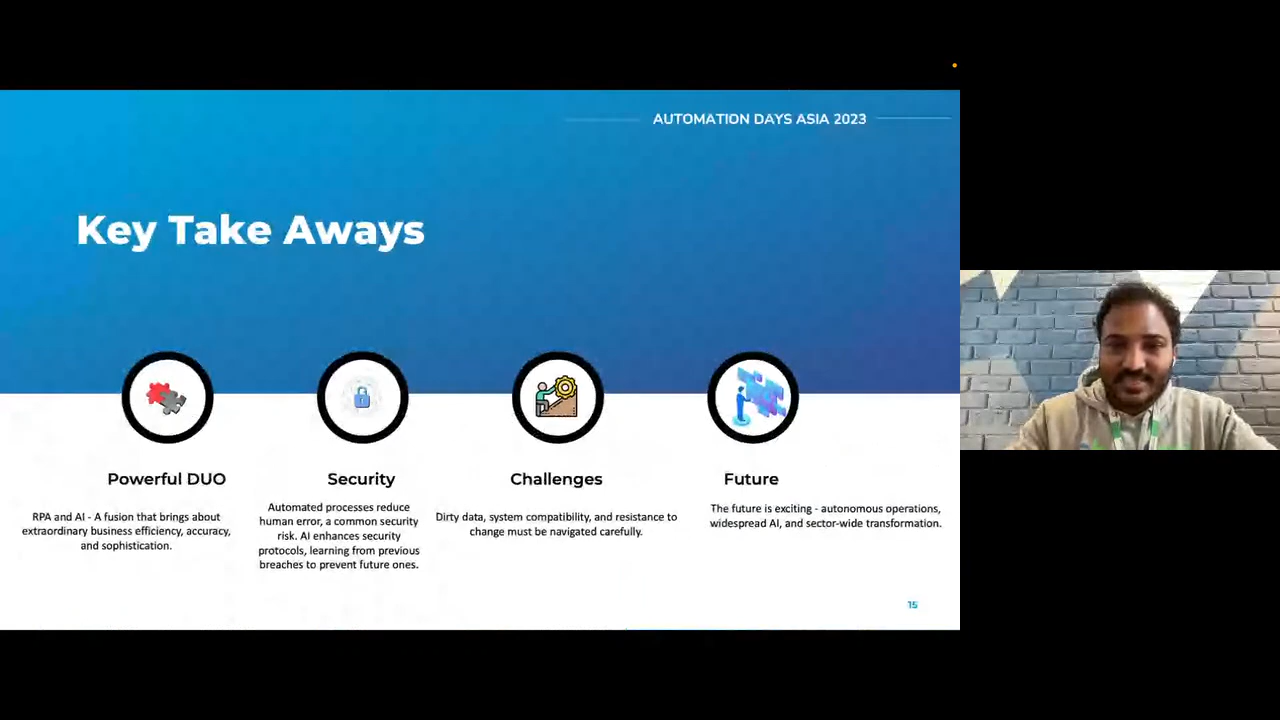 AUTOMATION DAYS ASIA 2023
Key Take Aways
Powerful DUO
RPA and AI - A fusion that brings about
extraordinary business efficiency, accuracy,
and sophistication.
Security
Automated processes reduce
human error, a common security
risk. AI enhances security
protocols, learning from previous
breaches to prevent future ones.
Challenges
Dirty data, system compatibility, and resistance to
change must be navigated carefully.
Future
The future is exciting - autonomous operations,
widespread AI, and sector-wide transformation.
15